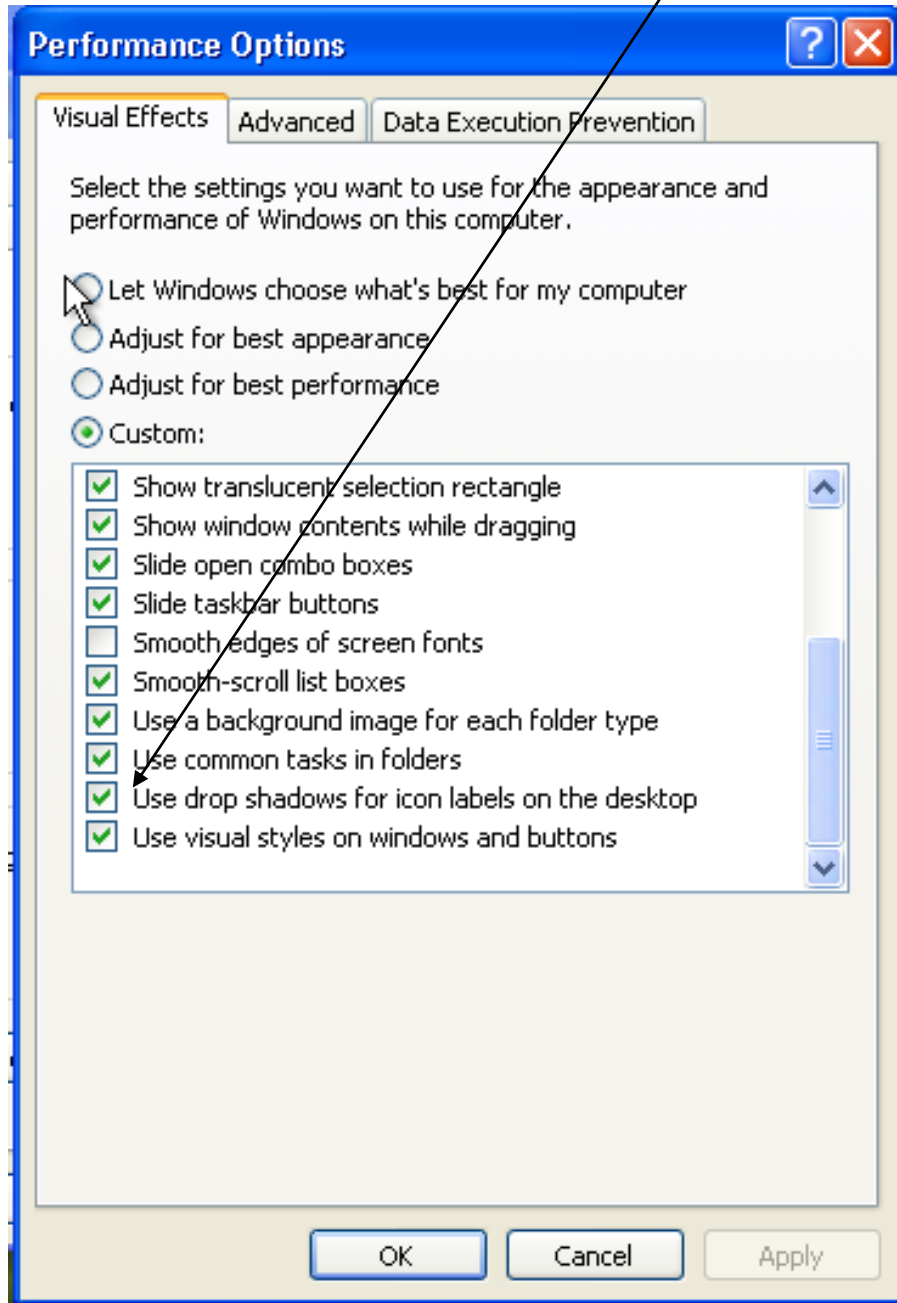 Performance Options
Visual Effects Advanced Data Execution Prevention
Select the settings you want to use for the appearance and
performance of Windows on this computer.
Let Windows choose what's best for my computer
Adjust for best appearance
Adjust for best performance
Custom:
Show translucent selection rectangle
Show window contents while dragging
Slide open combo boxes
Slide taskbar buttons
Smooth edges of screen fonts
Smooth-scroll list boxes
Use a background image for each folder type
Use common tasks in folders
Use drop shadows for icon labels on the desktop
Use visual styles on windows and buttons
OK Cancel Apply